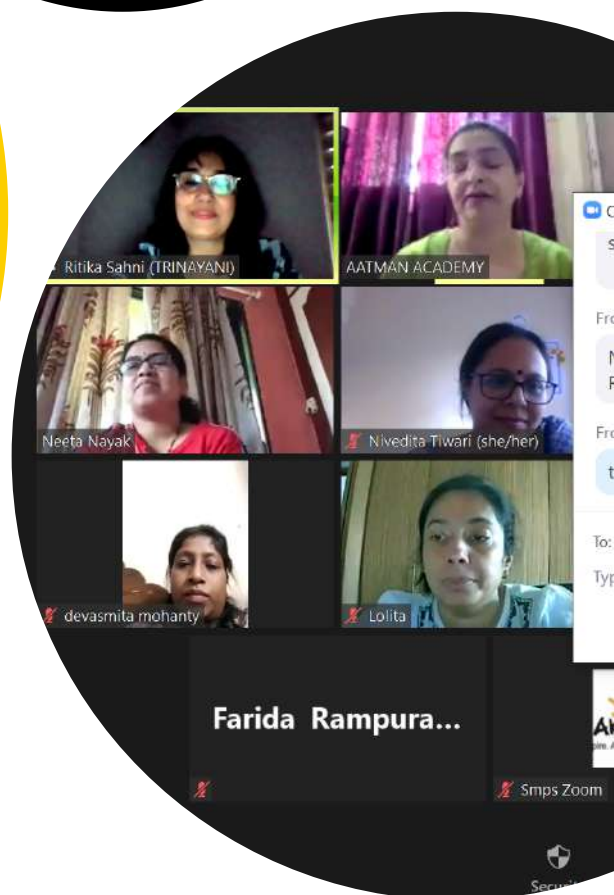 Ritika Sahni (TRINAYANI)
AATMAN ACADEMY
Neeta Nayak
Nivedita Tiwari (she/her)
devasmita mohanty
Lolita
To:
Farida Rampura...
Smps Zoom